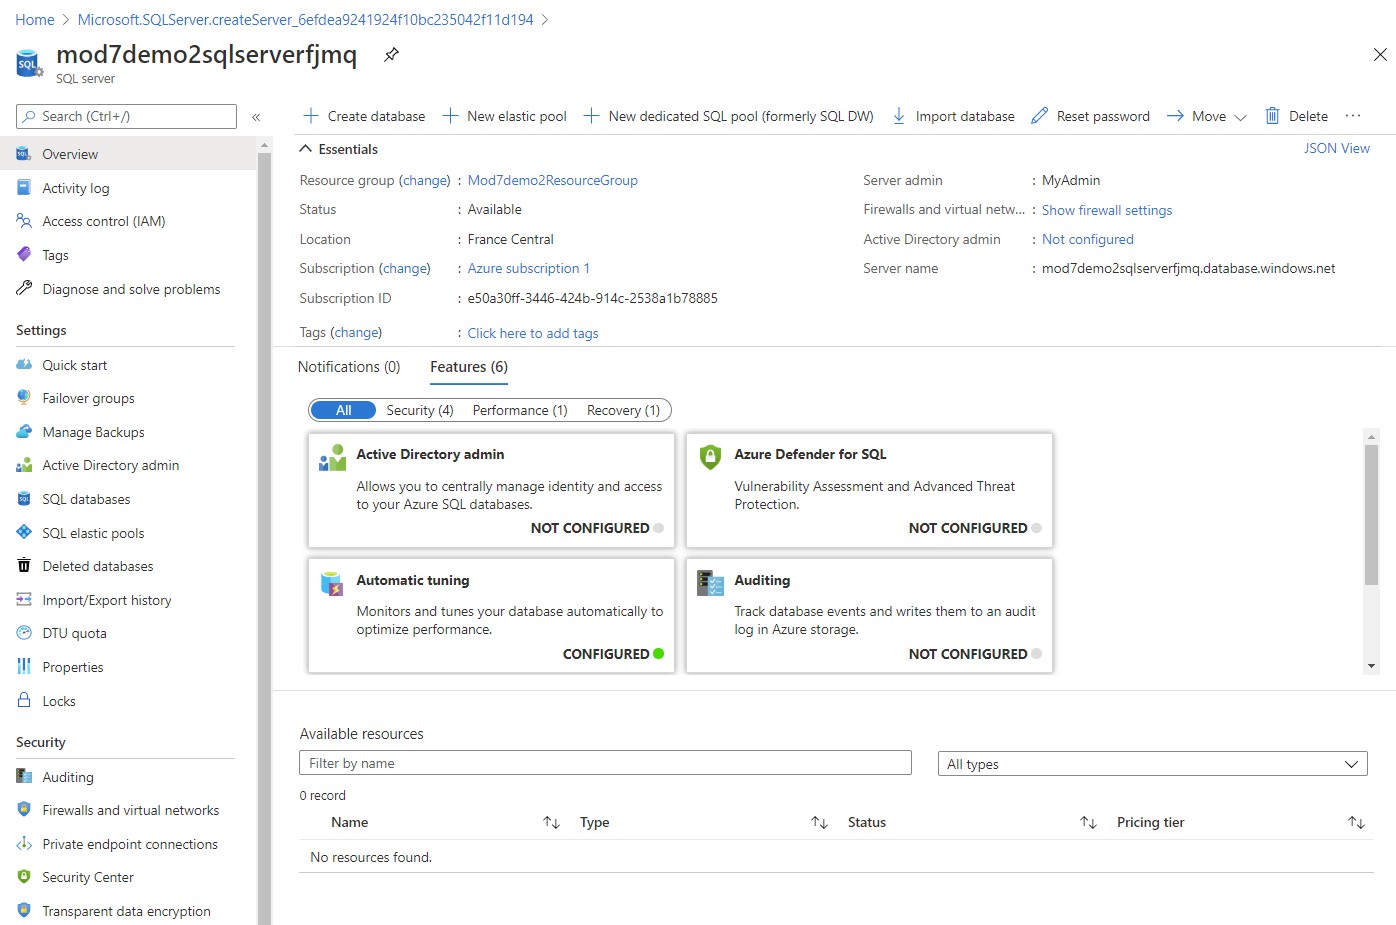 Home > Microsoft.SQLServer.createServer_6efdea9241924f10bc235042f11d194 >
mod7demo2sqlserverfjmq
SQL server
Search (Ctrl+/)
«
Overview
Activity log
Access control (IAM)
Tags
Diagnose and solve problems
Settings
Quick start
Failover groups
Manage Backups
Active Directory admin
SQL databases
SQL elastic pools
Deleted databases
Import/Export history
DTU quota
Properties
Locks
Security
Auditing
Firewalls and virtual networks
Private endpoint connections
Security Center
Transparent data encryption
Create database New elastic pool New dedicated SQL pool (formerly SQL DW) Import database Reset password Move Delete ...
Essentials JSON View
Resource group (change) : Mod7demo2ResourceGroup
Status : Available
Location : France Central
Subscription (change) : Azure subscription 1
Subscription ID : e50a30ff-3446-424b-914c-2538a1b78885
Tags (change) : Click here to add tags
Server admin : MyAdmin
Firewalls and virtual netw... : Show firewall settings
Active Directory admin : Not configured
Server name : mod7demo2sqlserverfjmq.database.windows.net
Notifications (0) Features (6)
All Security (4) Performance (1) Recovery (1)
Active Directory admin
Allows you to centrally manage identity and access
to your Azure SQL databases.
NOT CONFIGURED
Azure Defender for SQL
Vulnerability Assessment and Advanced Threat
Protection.
NOT CONFIGURED
Automatic tuning
Monitors and tunes your database automatically to
optimize performance.
CONFIGURED
Auditing
Track database events and writes them to an audit
log in Azure storage.
NOT CONFIGURED
Available resources
Filter by name All types
0 record
Name Type Status Pricing tier
No resources found.